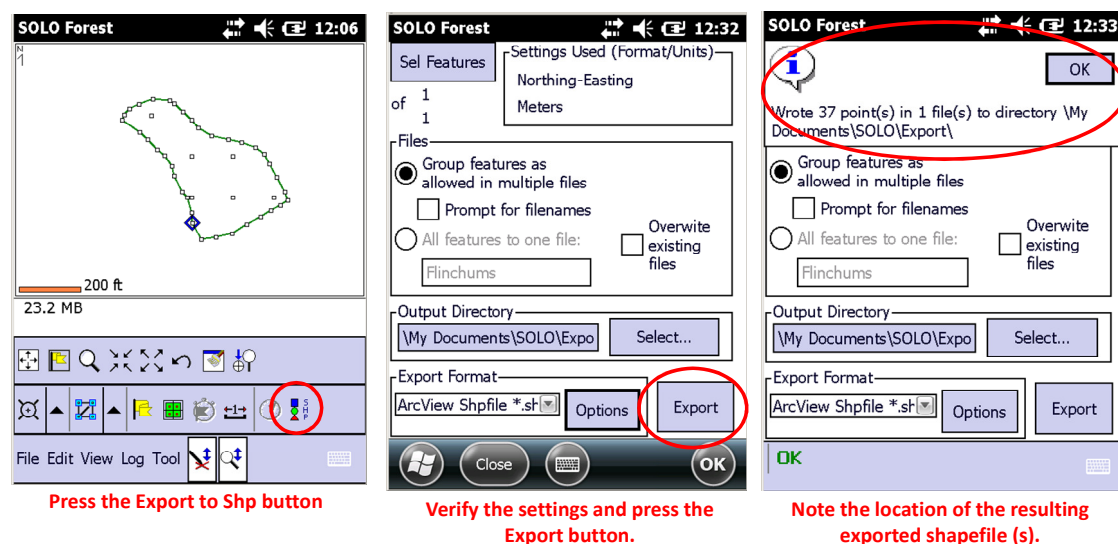 SOLO Forest 12:06
N
200 ft
23.2 MB
1
SHP
File Edit View Log Tool
Press the Export to Shp button
SOLO Forest 12:32
Sel Features
Settings Used (Format/Units)
Northing-Easting
Meters
of 1
1
Files
Group features as
allowed in multiple files
Prompt for filenames
All features to one file:
Overwite
existing
files
Flinchums
Output Directory
\My Documents\SOLO\Expo
Select...
Export Format
ArcView Shpfile *.sh
Options
Export
Close
OK
Verify the settings and press the
Export button.
SOLO Forest 12:33
OK
Wrote 37 point(s) in 1 file(s) to directory \My
Documents\SOLO\Export\
Group features as
allowed in multiple files
Prompt for filenames
All features to one file:
Overwite
existing
files
Flinchums
Output Directory
\My Documents\SOLO\Expo
Select...
Export Format
ArcView Shpfile *.sh
Options
Export
OK
Note the location of the resulting
exported shapefile (s).